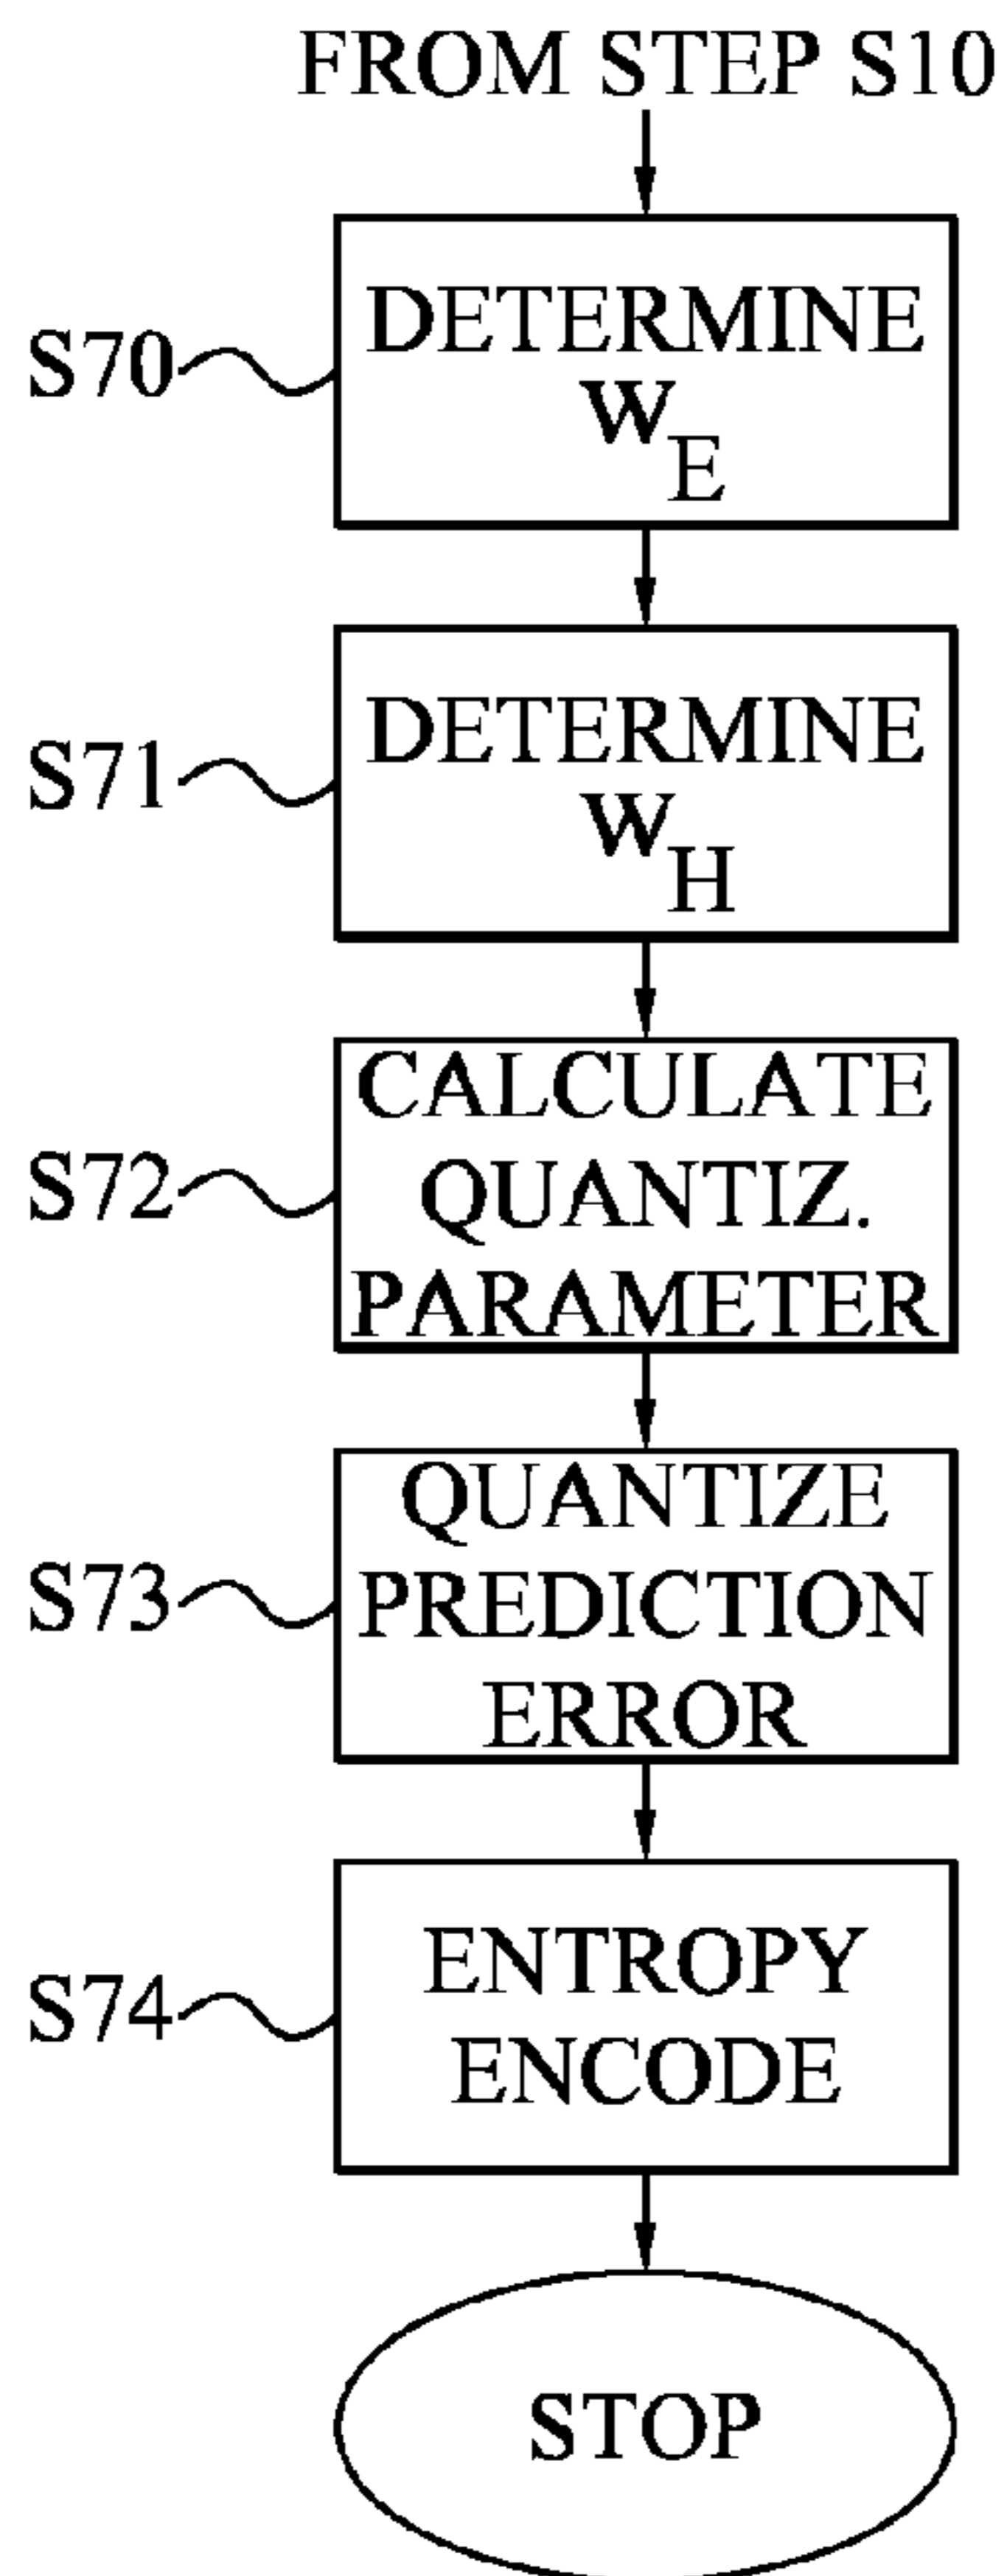 FROM STEP S10
S70
DETERMINE
W
E
S71
DETERMINE
W
H
S72
CALCULATE
QUANTIZ.
PARAMETER
S73
QUANTIZE
PREDICTION
ERROR
S74
ENTROPY
ENCODE
STOP